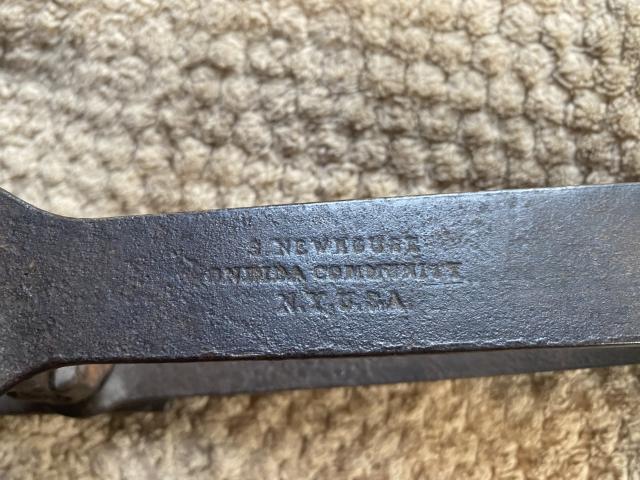 S NEWHOUSE
ONEIDA COMMUNITY
N.Y. U.S.A.